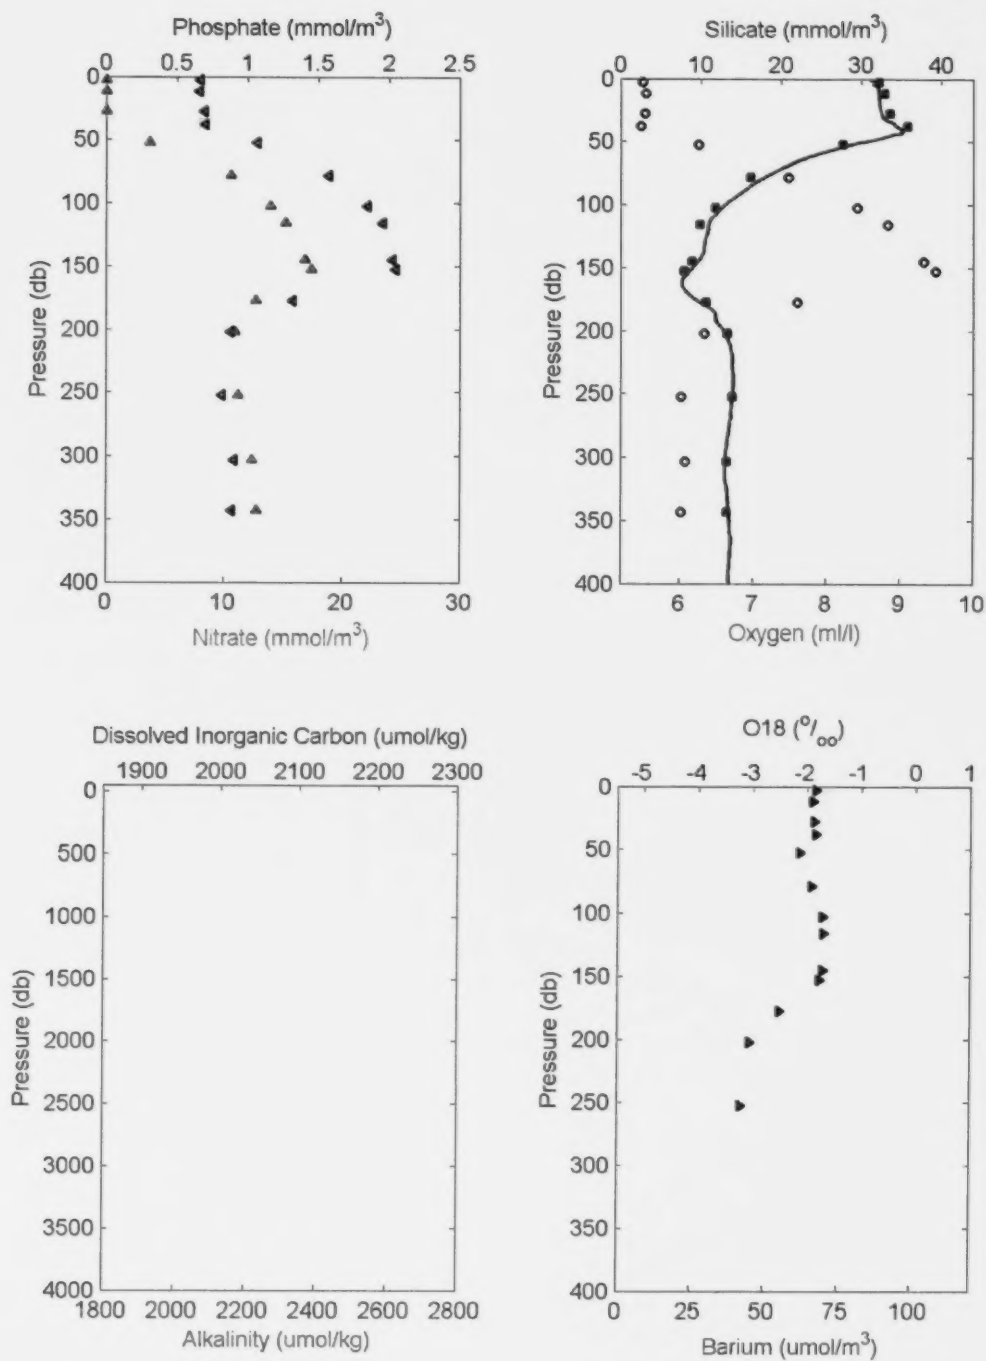 Phosphate (mmol/m³)
0 0.5 1 1.5 2 2.5
0
50
100
150
200
250
300
350
400
Pressure (db)
0 10 20 30
Nitrate (mmol/m³)
Silicate (mmol/m³)
0 10 20 30 40
0
50
100
150
200
250
300
350
400
Pressure (db)
6 7 8 9 10
Oxygen (ml/l)
Dissolved Inorganic Carbon (umol/kg)
1900 2000 2100 2200 2300
0
500
1000
1500
2000
2500
3000
3500
4000
Pressure (db)
1800 2000 2200 2400 2600 2800
Alkalinity (umol/kg)
O18 (⁰/₀₀)
-5 -4 -3 -2 -1 0 1
0
50
100
150
200
250
300
350
400
Pressure (db)
0 25 50 75 100
Barium (umol/m³)